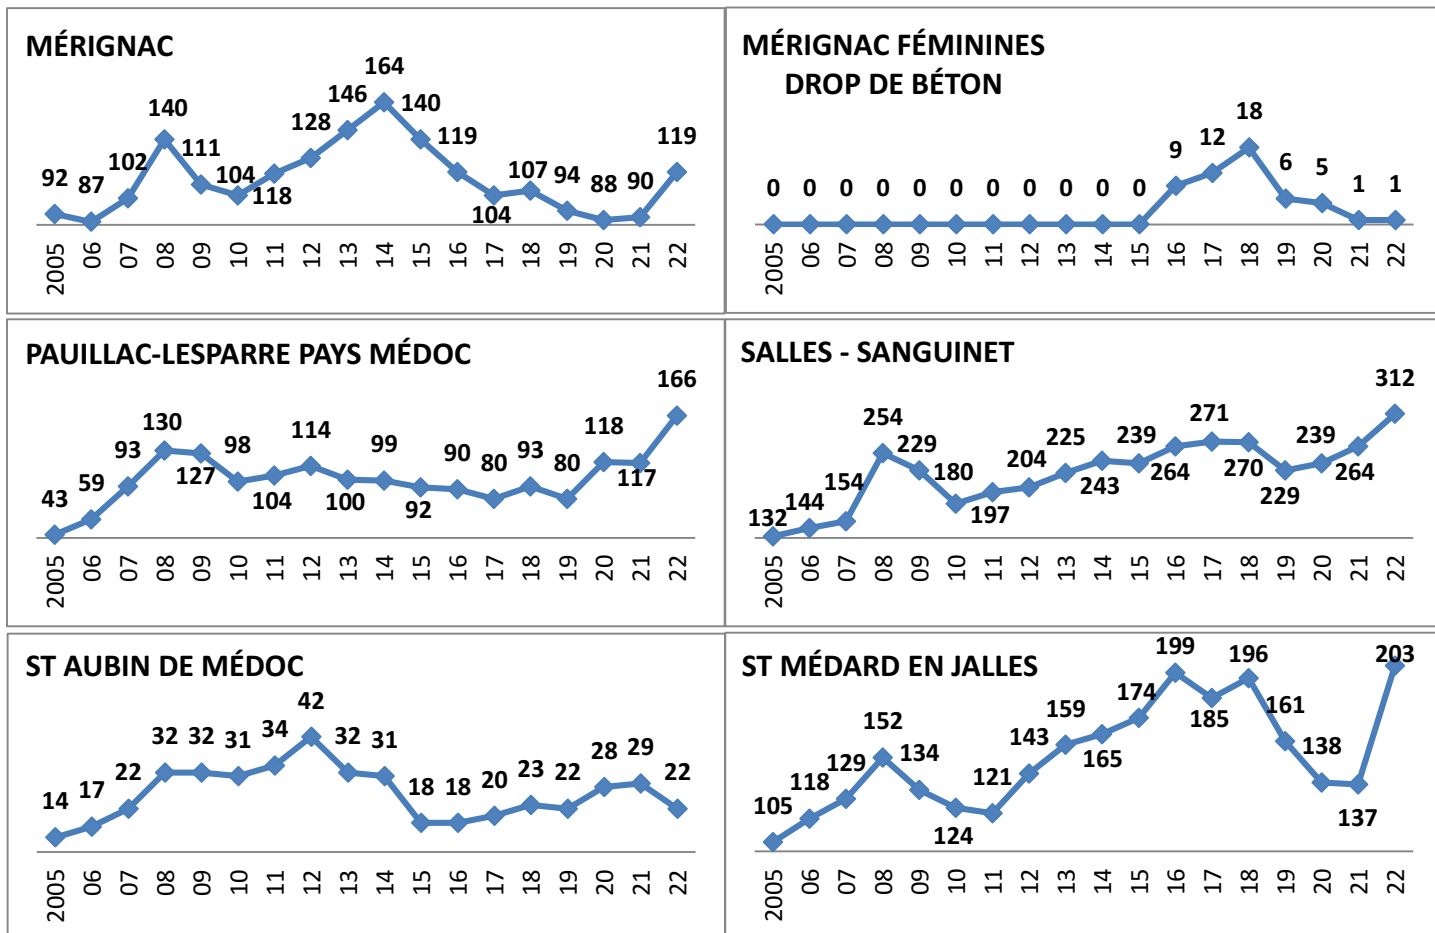 MÉRIGNAC
92 87 102 140 111 104 118 128 146 164 140 119 104 107 94 88 90 119
2005 06 07 08 09 10 11 12 13 14 15 16 17 18 19 20 21 22
MÉRIGNAC FÉMININES
DROP DE BÉTON
0 0 0 0 0 0 0 0 0 0 0 9 12 18 6 5 1 1
2005 06 07 08 09 10 11 12 13 14 15 16 17 18 19 20 21 22
PAUILLAC-LESPARRE PAYS MÉDOC
43 59 93 130 127 98 104 114 100 99 92 90 80 93 80 118 117 166
2005 06 07 08 09 10 11 12 13 14 15 16 17 18 19 20 21 22
SALLES - SANGUINET
132 144 154 254 229 180 197 204 225 243 239 264 271 270 229 239 264 312
2005 06 07 08 09 10 11 12 13 14 15 16 17 18 19 20 21 22
ST AUBIN DE MÉDOC
14 17 22 32 32 31 34 42 32 31 18 18 20 23 22 28 29 22
2005 06 07 08 09 10 11 12 13 14 15 16 17 18 19 20 21 22
ST MÉDARD EN JALLES
105 118 129 152 134 124 121 143 159 165 174 199 185 196 161 138 137 203
2005 06 07 08 09 10 11 12 13 14 15 16 17 18 19 20 21 22